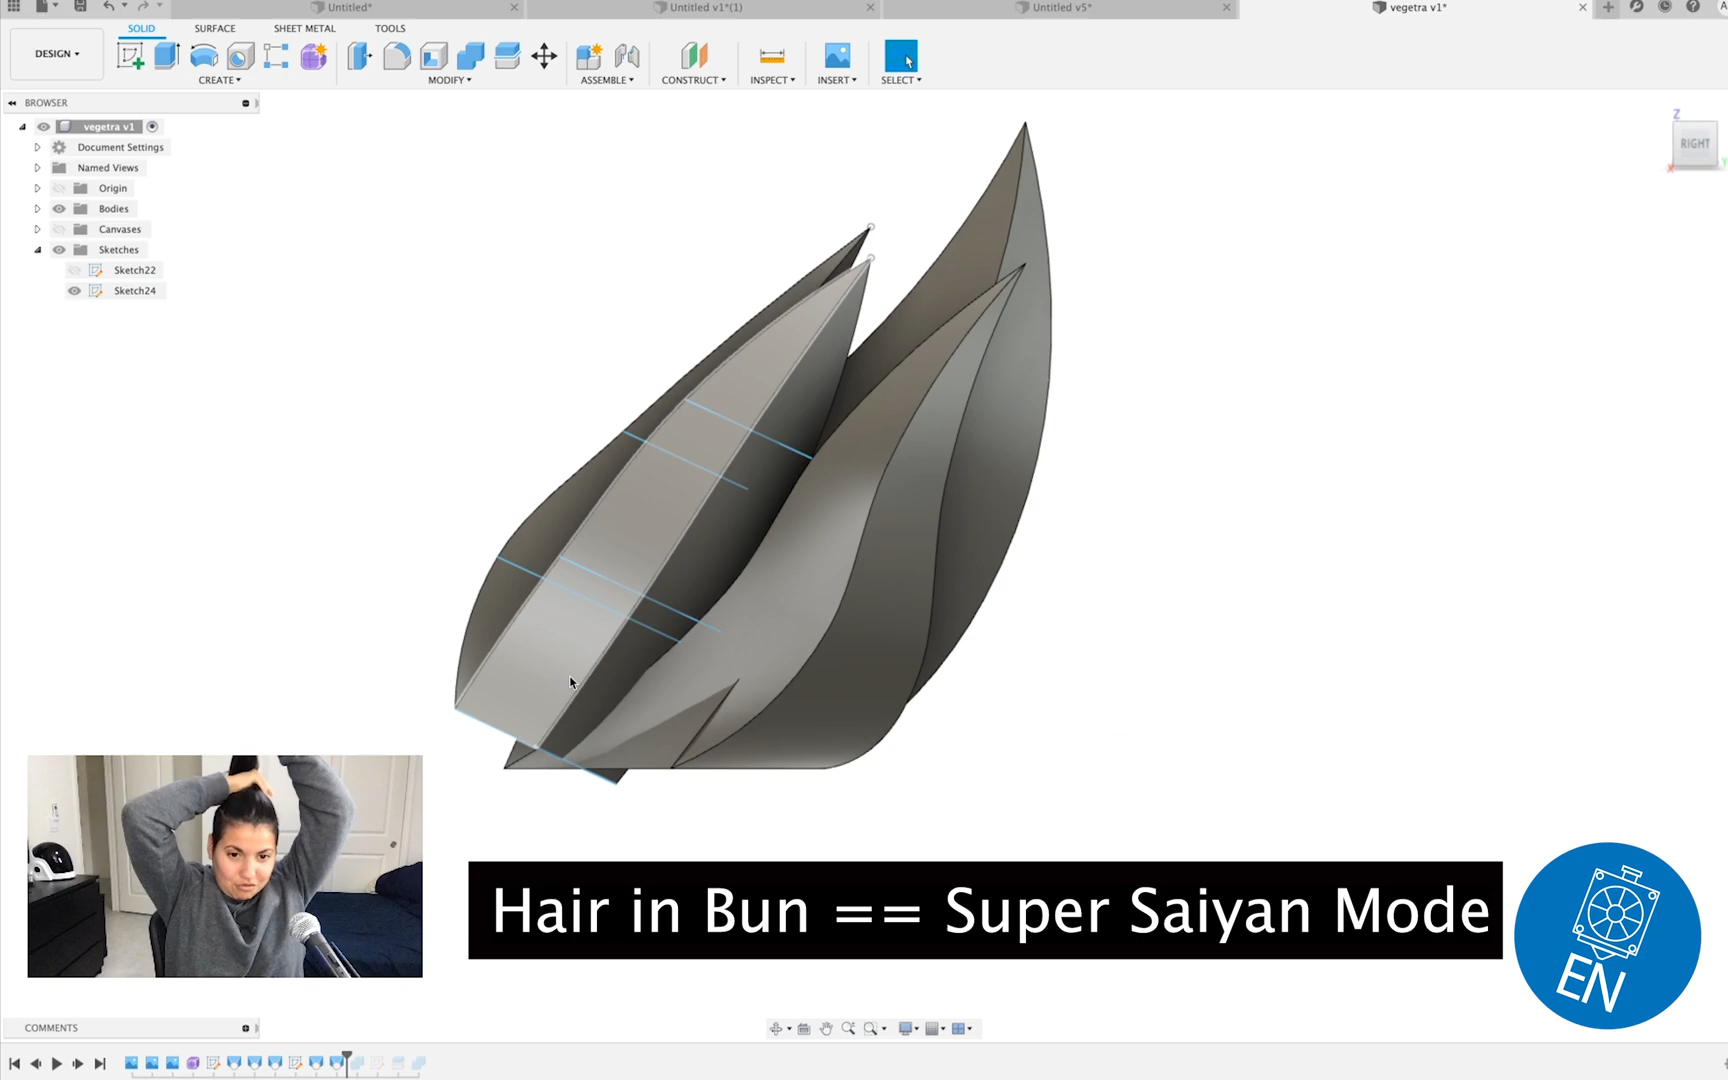 Untitled*
Untitled v1*(1)
Untitled v5*
vegetra v1*
DESIGN
SOLID
SURFACE
SHEET METAL
TOOLS
CREATE
MODIFY
ASSEMBLE
CONSTRUCT
INSPECT
INSERT
SELECT
BROWSER
vegetra v1
Document Settings
Named Views
Origin
Bodies
Canvases
Sketches
Sketch22
Sketch24
Z
RIGHT
X
Y
Hair in Bun == Super Saiyan Mode
EN
COMMENTS